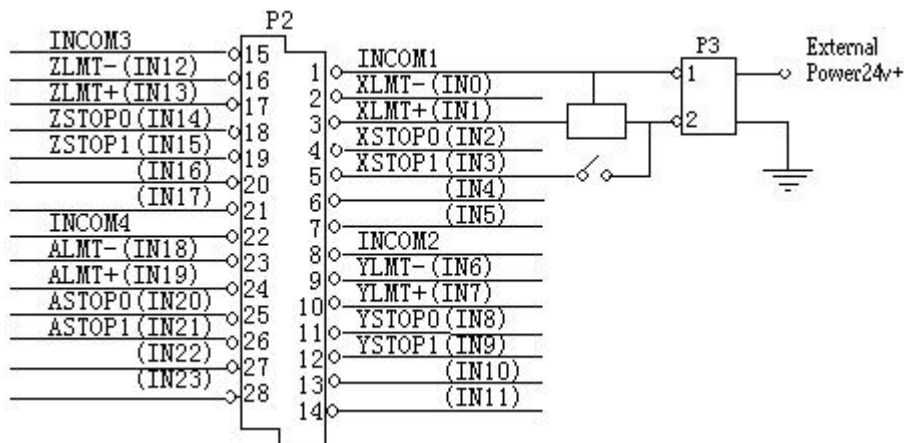 P2
INCOM3
15
ZLMT-(IN12)
16
ZLMT+(IN13)
17
ZSTOP0(IN14)
18
ZSTOP1(IN15)
19
(IN16)
20
(IN17)
21
INCOM4
22
ALMT-(IN18)
23
ALMT+(IN19)
24
ASTOP0(IN20)
25
ASTOP1(IN21)
26
(IN22)
27
(IN23)
28
1
INCOM1
2
XLMT-(IN0)
3
XLMT+(IN1)
4
XSTOP0(IN2)
5
XSTOP1(IN3)
6
(IN4)
7
(IN5)
8
INCOM2
9
YLMT-(IN6)
10
YLMT+(IN7)
11
YSTOP0(IN8)
12
YSTOP1(IN9)
13
(IN10)
14
(IN11)
P3
1
2
External
Power24v+